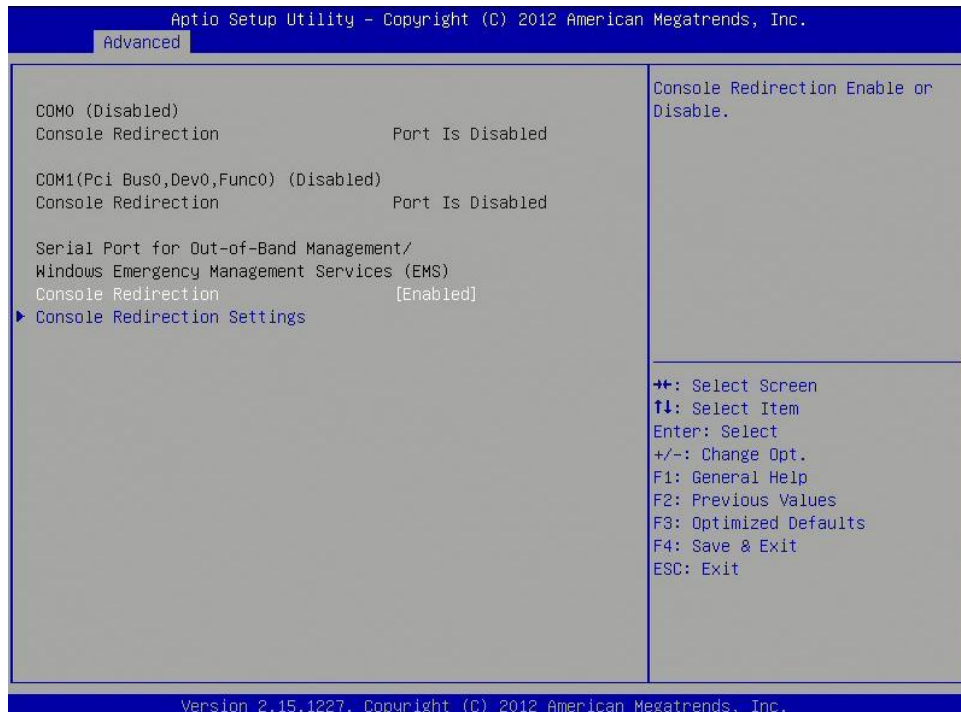 Aptio Setup Utility – Copyright (C) 2012 American Megatrends, Inc.
Advanced
COM0 (Disabled)
Console Redirection Port Is Disabled
COM1(Pci Bus0,Dev0,Func0) (Disabled)
Console Redirection Port Is Disabled
Serial Port for Out-of-Band Management/
Windows Emergency Management Services (EMS)
Console Redirection [Enabled]
▶ Console Redirection Settings
Console Redirection Enable or
Disable.
→←: Select Screen
↑↓: Select Item
Enter: Select
+/-: Change Opt.
F1: General Help
F2: Previous Values
F3: Optimized Defaults
F4: Save & Exit
ESC: Exit
Version 2.15.1227. Copyright (C) 2012 American Megatrends, Inc.